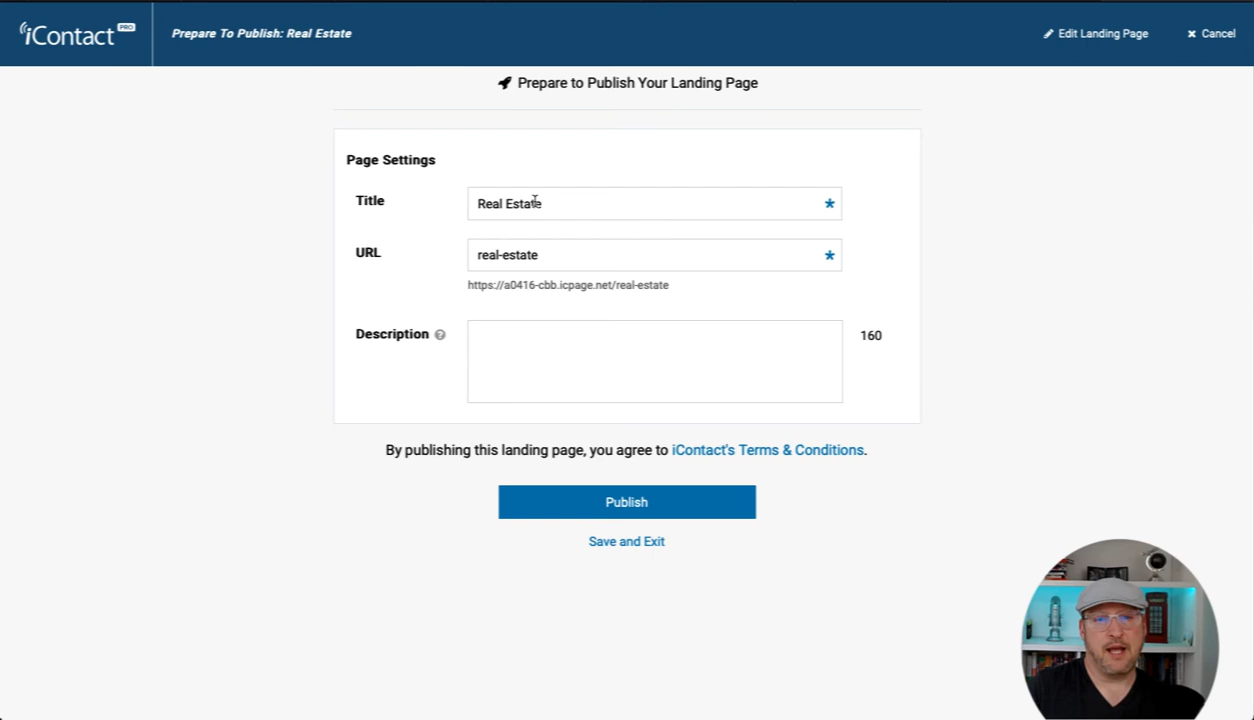 iContact PRO
Prepare To Publish: Real Estate
Edit Landing Page
Cancel
Prepare to Publish Your Landing Page
Page Settings
Title
Real Estate
*
URL
real-estate
*
https://a0416-cbb.icpage.net/real-estate
Description ?
160
By publishing this landing page, you agree to iContact's Terms & Conditions.
Publish
Save and Exit